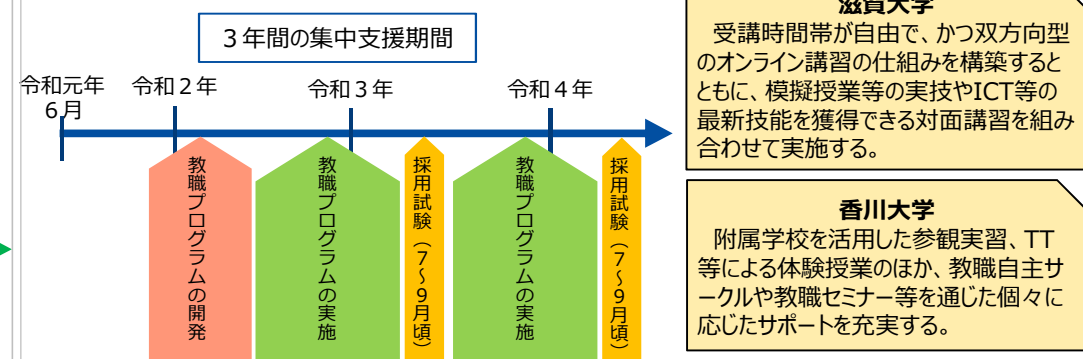 3年間の集中支援期間
令和元年
6月
令和2年
令和3年
令和4年
教職プログラムの開発
教職プログラムの実施
採用試験（7～9月頃）
教職プログラムの実施
採用試験（7～9月頃）
滋賀大学
受講時間帯が自由で、かつ双方向型
のオンライン講習の仕組みを構築すると
ともに、模擬授業等の実技やICT等の
最新技能を獲得できる対面講習を組み
合わせて実施する。
香川大学
附属学校を活用した参観実習、TT
等による体験授業のほか、教職自主サ
ークルや教職セミナー等を通じた個々に
応じたサポートを充実する。